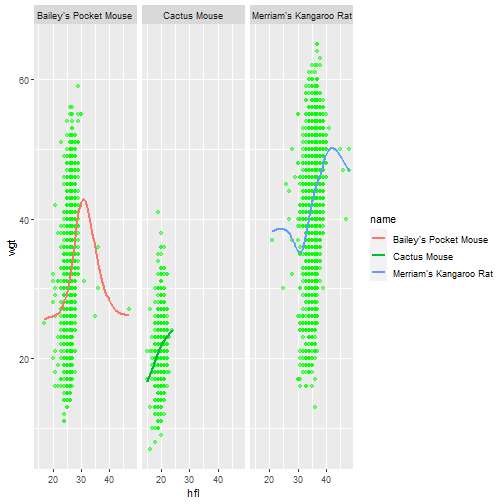 Bailey's Pocket Mouse
Cactus Mouse
Merriam's Kangaroo Rat
60
40
20
wgt
20 30 40
20 30 40
20 30 40
hfl
name
Bailey's Pocket Mouse
Cactus Mouse
Merriam's Kangaroo Rat